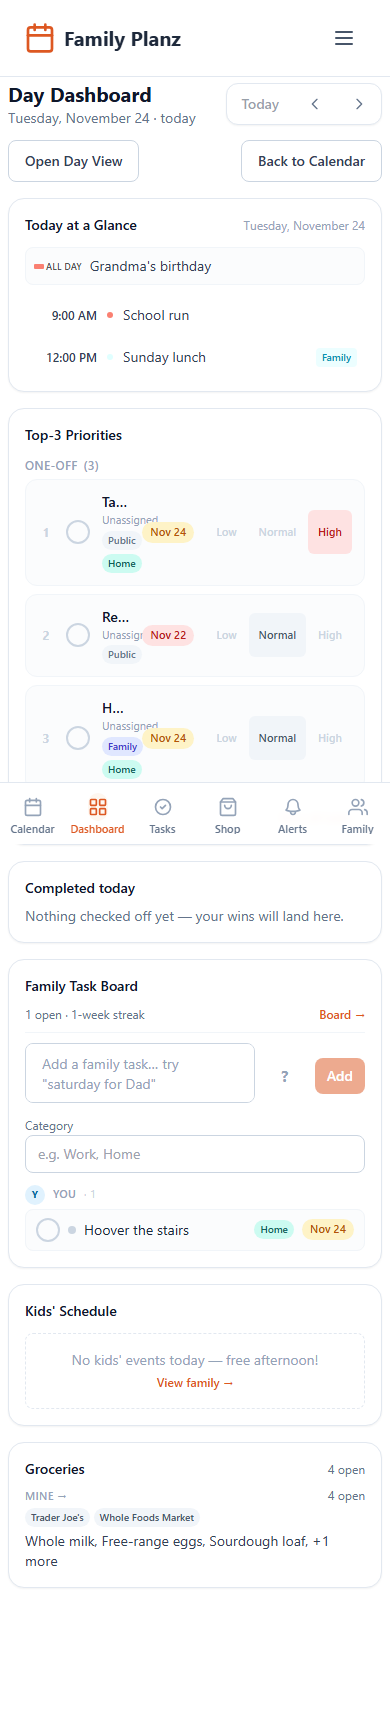 Family Planz
Day Dashboard
Tuesday, November 24 · today
Today
Open Day View
Back to Calendar
Today at a Glance
Tuesday, November 24
ALL DAY Grandma's birthday
9:00 AM School run
12:00 PM Sunday lunch Family
Top-3 Priorities
ONE-OFF (3)
1 Ta... Unassigned Public Home Nov 24 Low Normal High
2 Re... Public Nov 22 Low Normal High
3 H... Unassigned Family Home Nov 24 Low Normal High
Calendar Dashboard Tasks Shop Alerts Family
Completed today
Nothing checked off yet — your wins will land here.
Family Task Board
1 open · 1-week streak Board →
Add a family task... try
"saturday for Dad"
? Add
Category
e.g. Work, Home
Y YOU · 1
Hoover the stairs Home Nov 24
Kids' Schedule
No kids' events today — free afternoon!
View family →
Groceries 4 open
MINE → 4 open
Trader Joe's Whole Foods Market
Whole milk, Free-range eggs, Sourdough loaf, +1
more